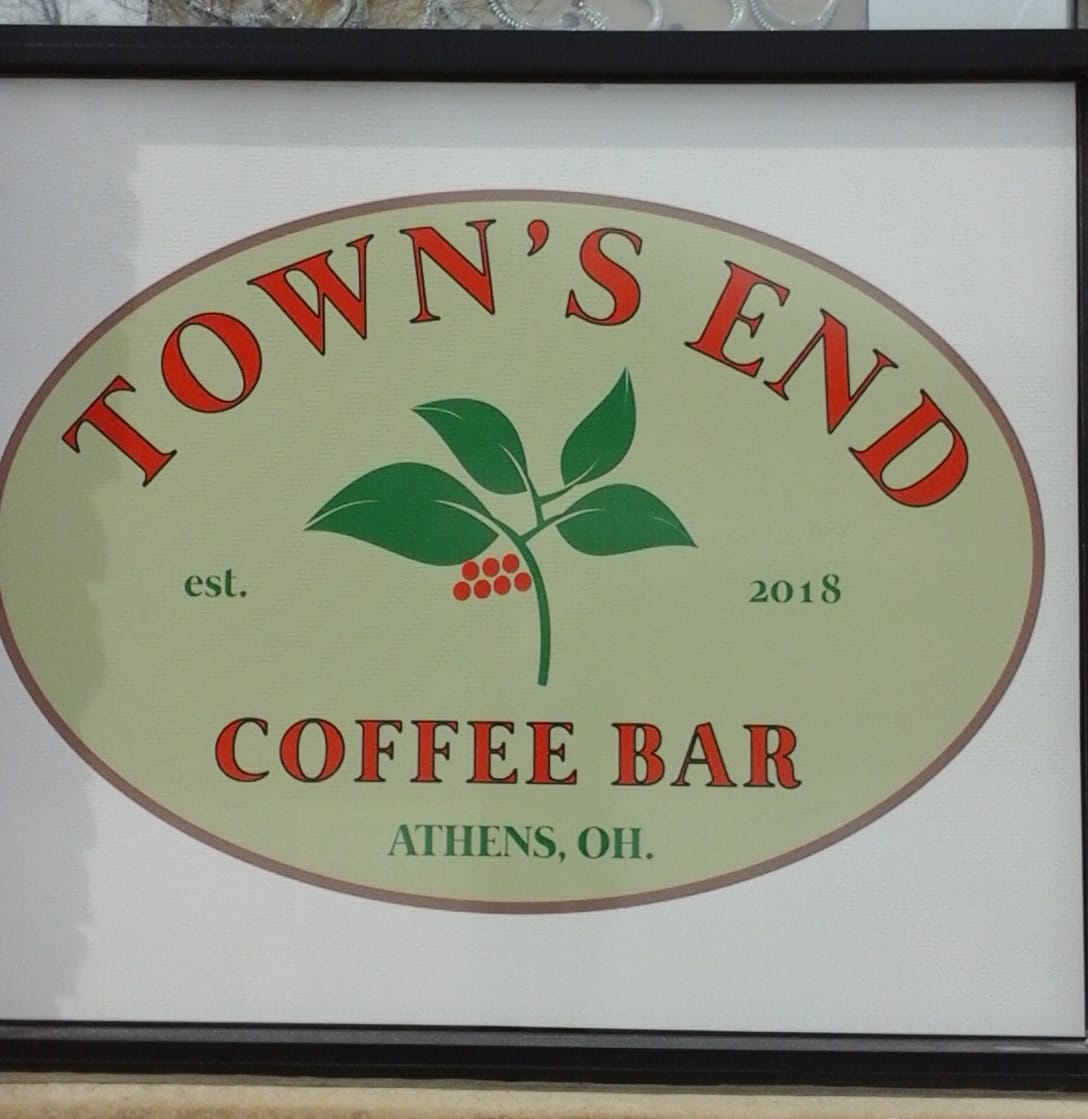 TOWN'S END
est. 2018
COFFEE BAR
ATHENS, OH.